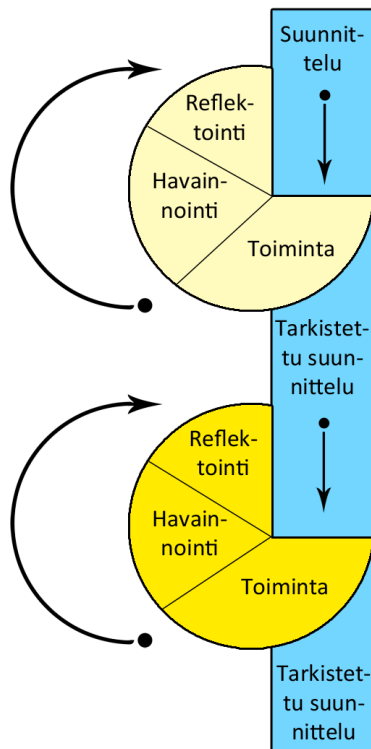 Suunnit-
telu
Reflek-
tointi
Havain-
nointi
Toiminta
Tarkistet-
tu suun-
nittelu
Reflek-
tointi
Havain-
nointi
Toiminta
Tarkistet-
tu suun-
nittelu